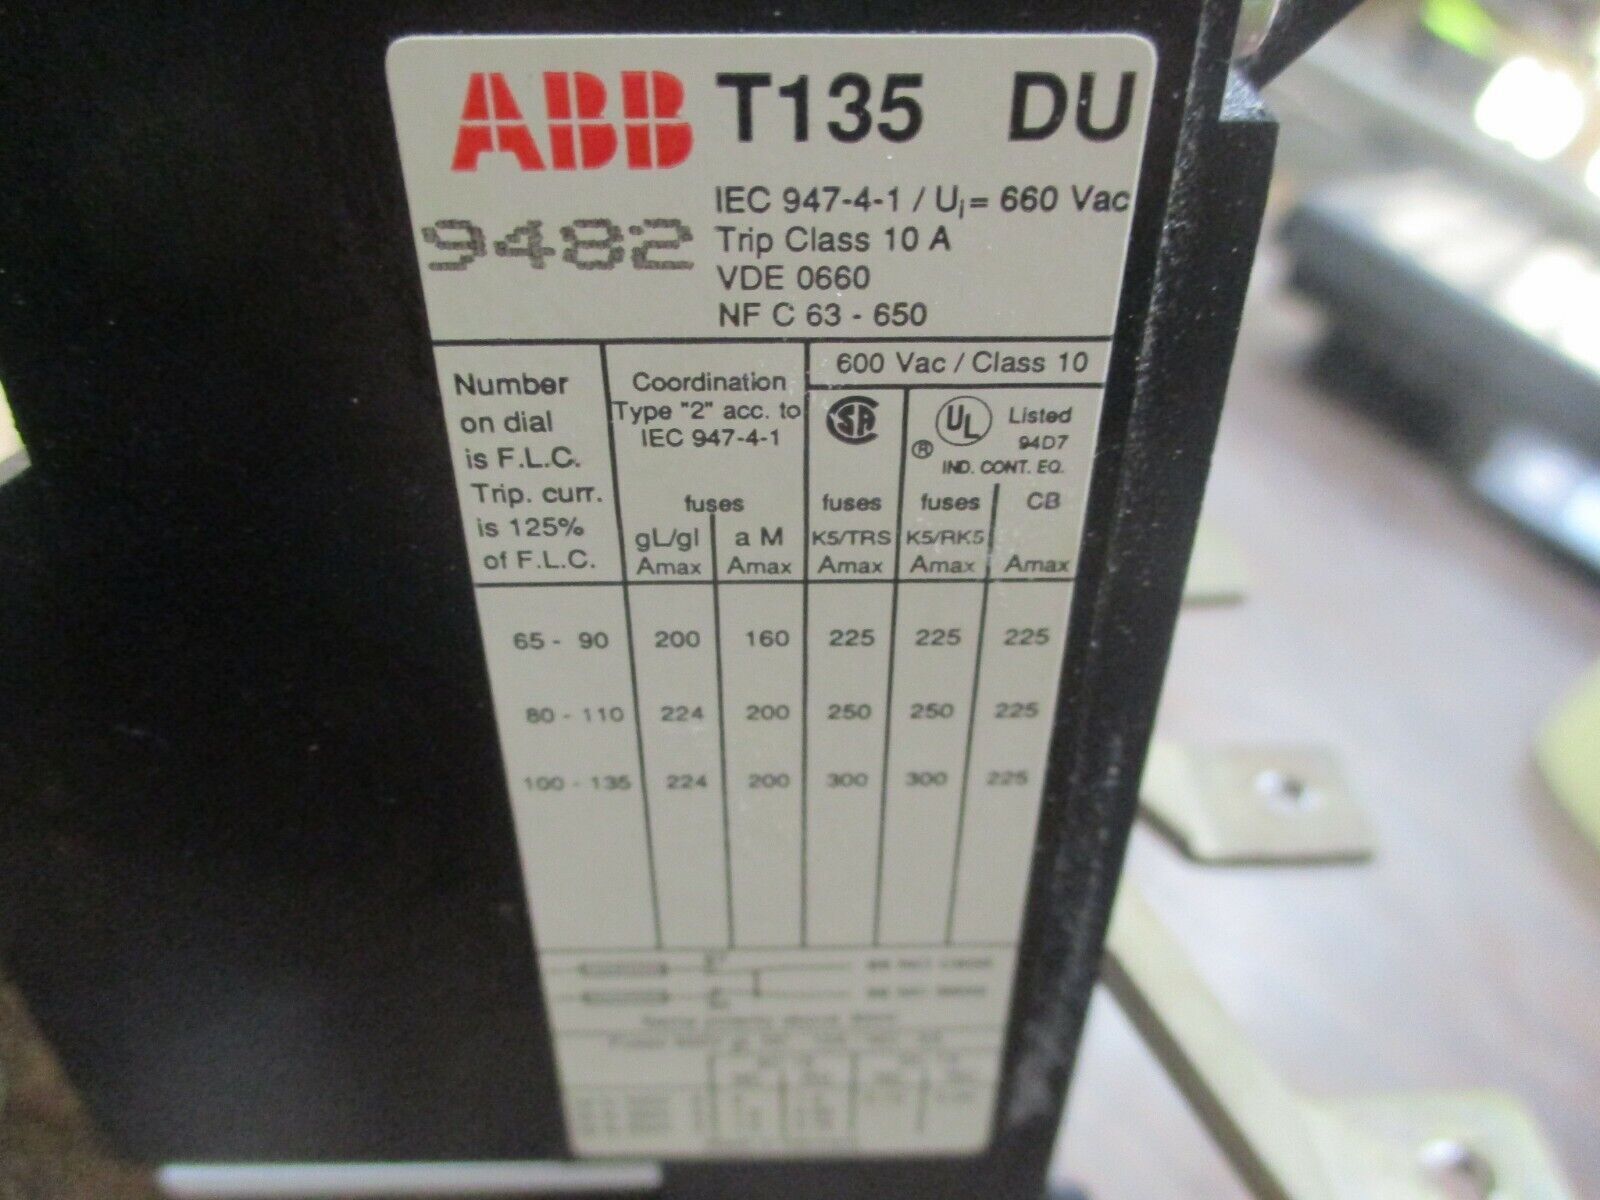 ABB T135 DU
9482
IEC 947-4-1 / Ui= 660 Vac
Trip Class 10 A
VDE 0660
NF C 63 - 650
Number
on dial
is F.L.C.
Trip. curr.
is 125%
of F.L.C.
Coordination
Type "2" acc. to
IEC 947-4-1
fuses
gL/gl
Amax
a M
Amax
600 Vac / Class 10
SA
fuses
K5/TRS
Amax
UL ® Listed
94D7
IND. CONT. EQ.
fuses
K5/RK5
Amax
CB
Amax
65 - 90 200 160 225 225 225
80 - 110 224 200 250 250 225
100 - 135 224 200 300 300 225